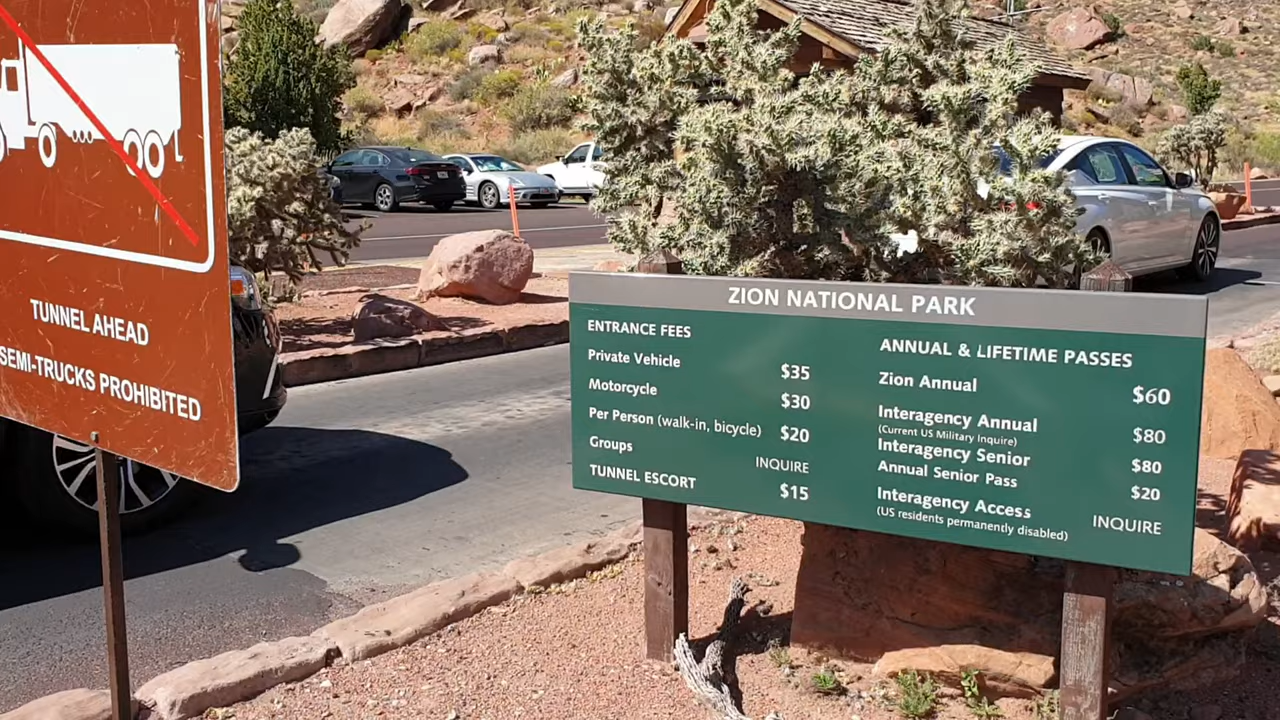 TUNNEL AHEAD
SEMI-TRUCKS PROHIBITED
ZION NATIONAL PARK
ENTRANCE FEES
Private Vehicle $35
Motorcycle $30
Per Person (walk-in, bicycle) $20
Groups INQUIRE
TUNNEL ESCORT $15
ANNUAL & LIFETIME PASSES
Zion Annual $60
Interagency Annual $80
(Current US Military Inquire)
Interagency Senior $80
Annual Senior Pass $20
Interagency Access INQUIRE
(US residents permanently disabled)